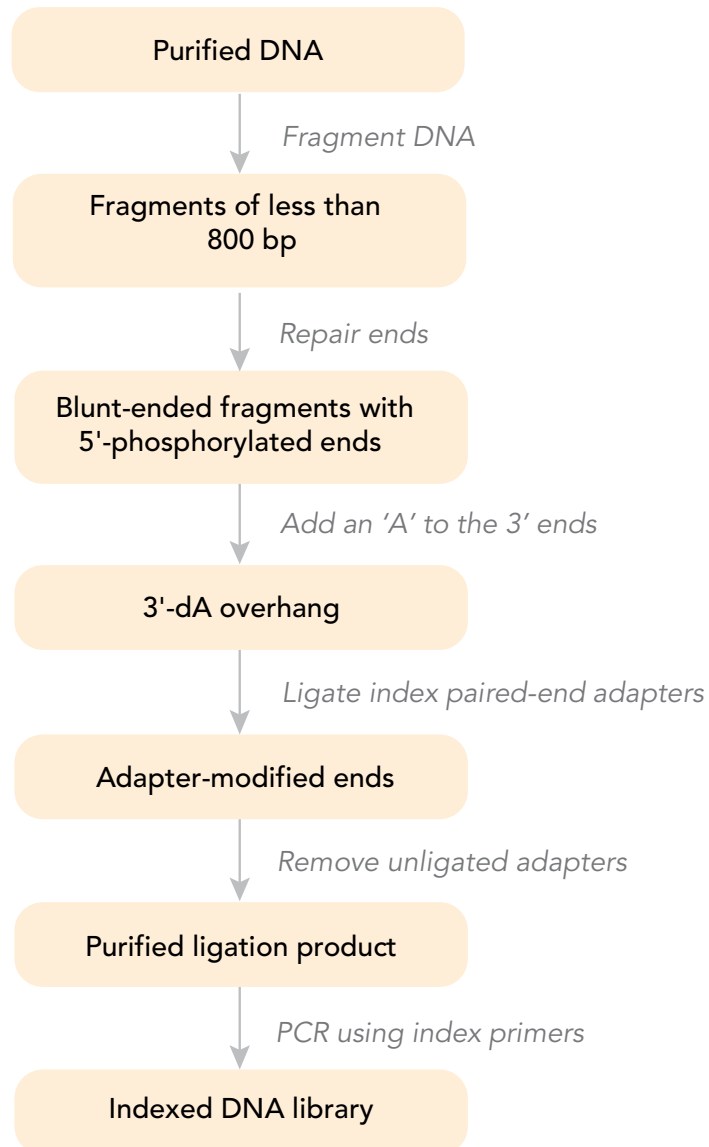 Purified DNA
Fragment DNA
Fragments of less than
800 bp
Repair ends
Blunt-ended fragments with
5'-phosphorylated ends
Add an ‘A’ to the 3’ ends
3'-dA overhang
Ligate index paired-end adapters
Adapter-modified ends
Remove unligated adapters
Purified ligation product
PCR using index primers
Indexed DNA library